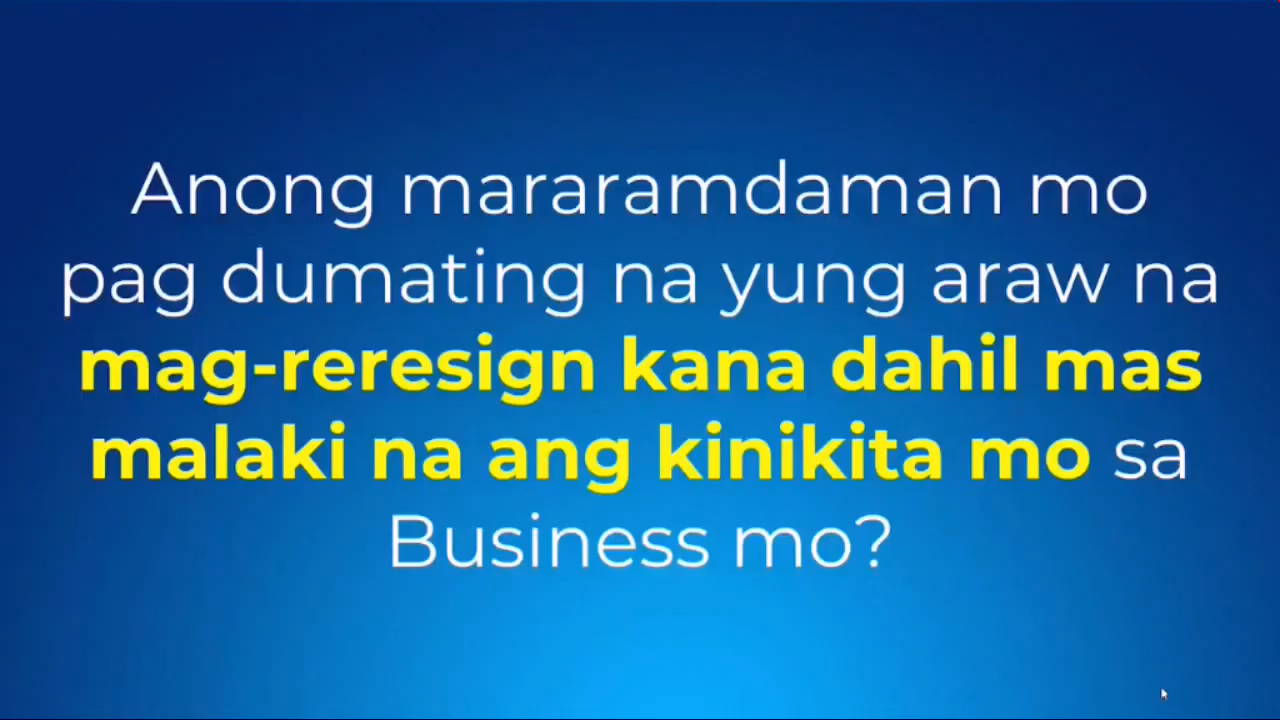 Anong mararamdaman mo
pag dumating na yung araw na
mag-reresign kana dahil mas
malaki na ang kinikita mo sa
Business mo?